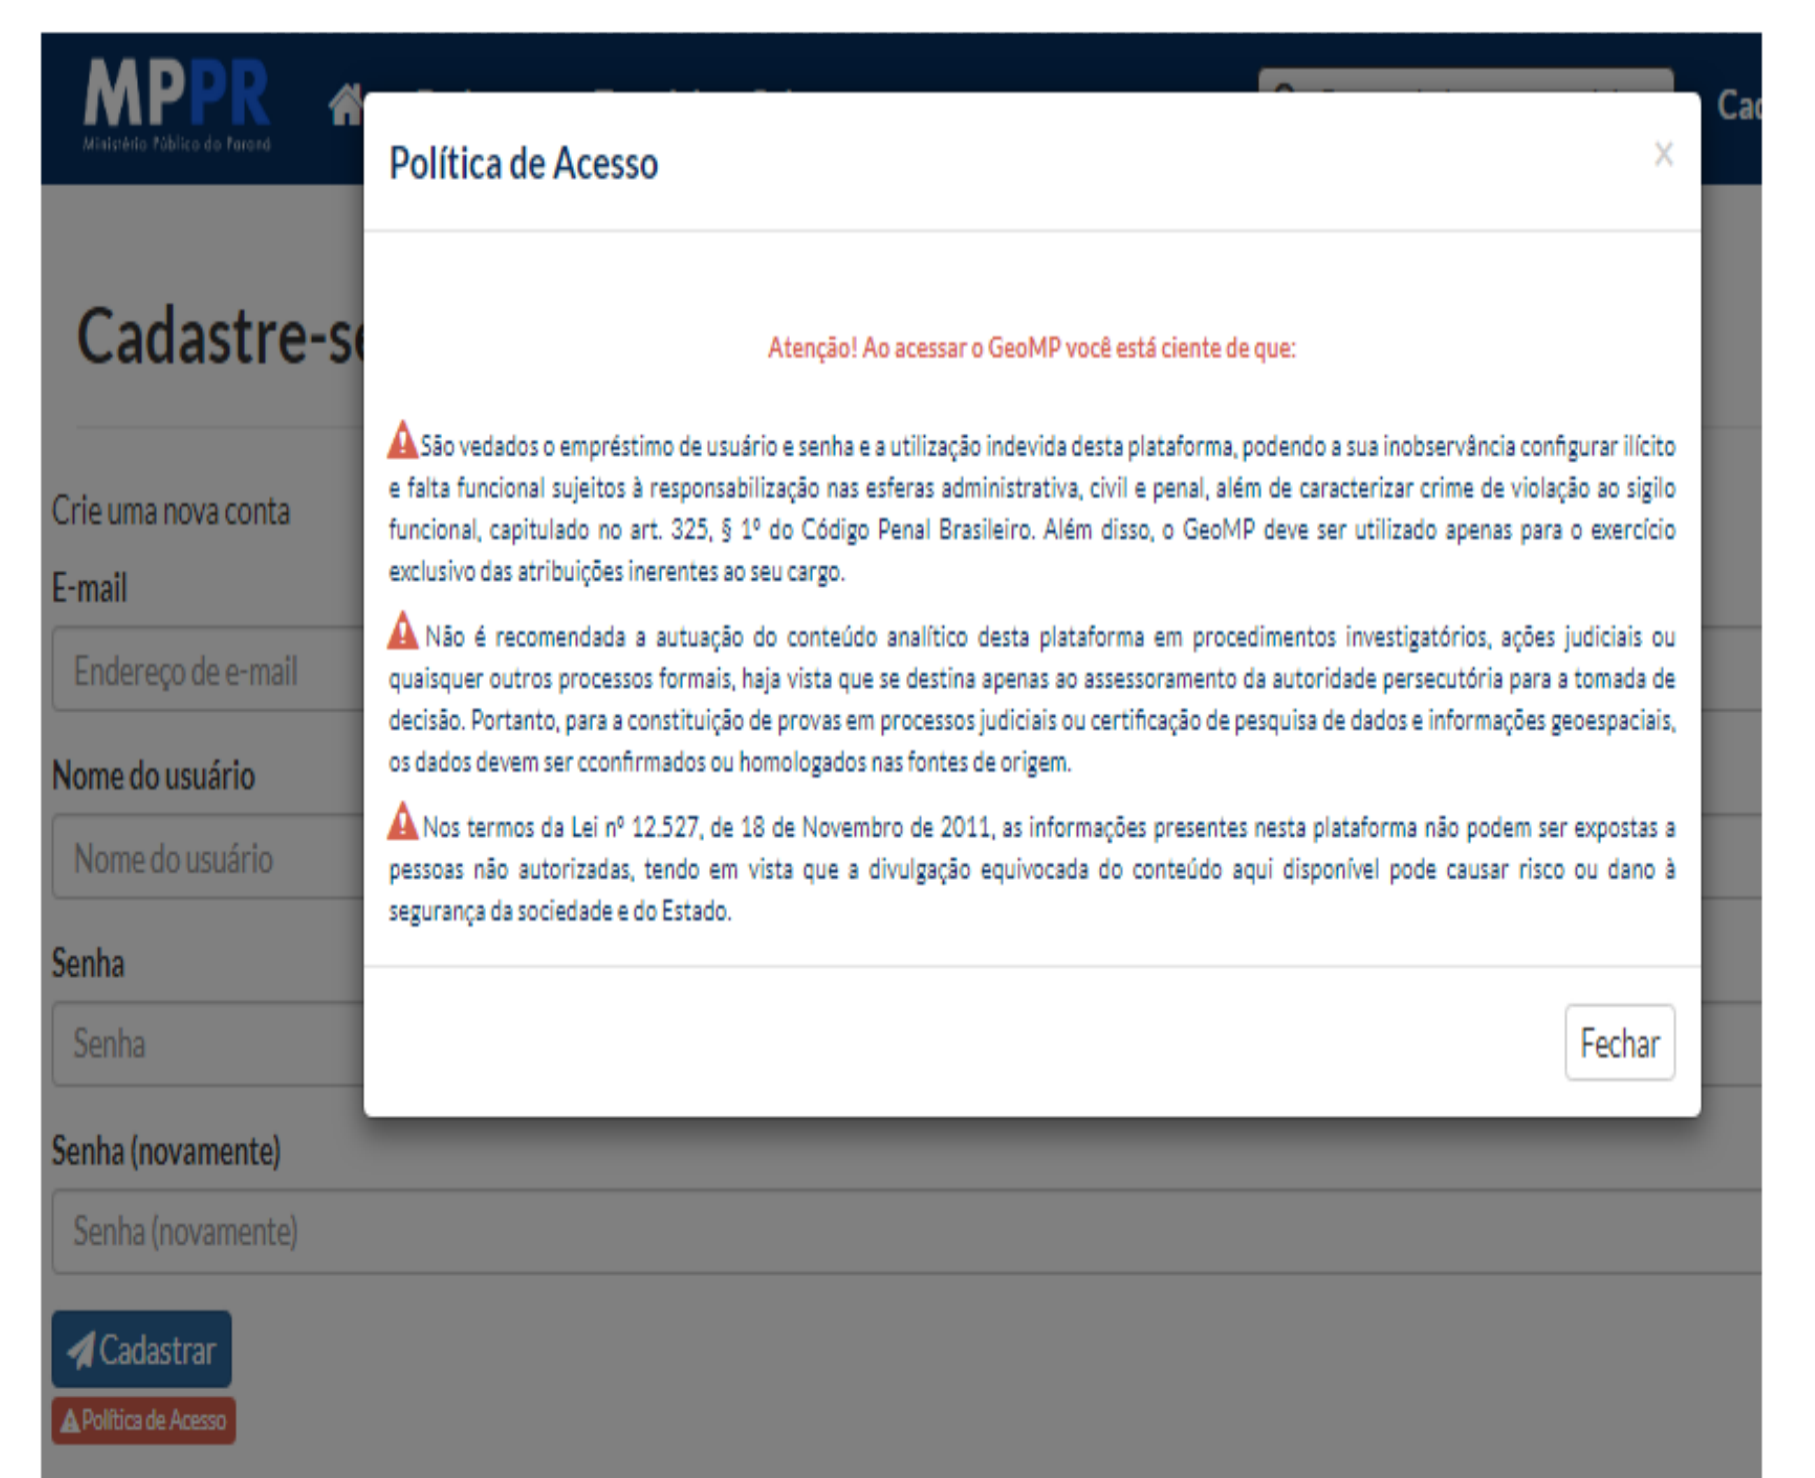 MPPR
Ministério Público do Paraná
Cad
Política de Acesso
x
Cadastre-se
Atenção! Ao acessar o GeoMP você está ciente de que:
São vedados o empréstimo de usuário e senha e a utilização indevida desta plataforma, podendo a sua inobservância configurar ilícito
e falta funcional sujeitos à responsabilização nas esferas administrativa, civil e penal, além de caracterizar crime de violação ao sigilo
funcional, capitulado no art. 325, § 1º do Código Penal Brasileiro. Além disso, o GeoMP deve ser utilizado apenas para o exercício
exclusivo das atribuições inerentes ao seu cargo.
Não é recomendada a autuação do conteúdo analítico desta plataforma em procedimentos investigatórios, ações judiciais ou
quaisquer outros processos formais, haja vista que se destina apenas ao assessoramento da autoridade persecutória para a tomada de
decisão. Portanto, para a constituição de provas em processos judiciais ou certificação de pesquisa de dados e informações geoespaciais,
os dados devem ser cconfirmados ou homologados nas fontes de origem.
Nos termos da Lei nº 12.527, de 18 de Novembro de 2011, as informações presentes nesta plataforma não podem ser expostas a
pessoas não autorizadas, tendo em vista que a divulgação equivocada do conteúdo aqui disponível pode causar risco ou dano à
segurança da sociedade e do Estado.
Fechar
Crie uma nova conta
E-mail
Endereço de e-mail
Nome do usuário
Nome do usuário
Senha
Senha
Senha (novamente)
Senha (novamente)
Cadastrar
Política de Acesso